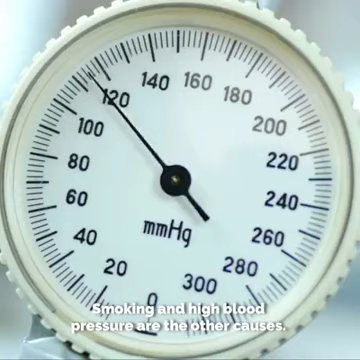 140 160
120 180
100 200
80 220
60 240
mmHg
40 260
20 280
0 300
Smoking and high blood
pressure are the other causes.